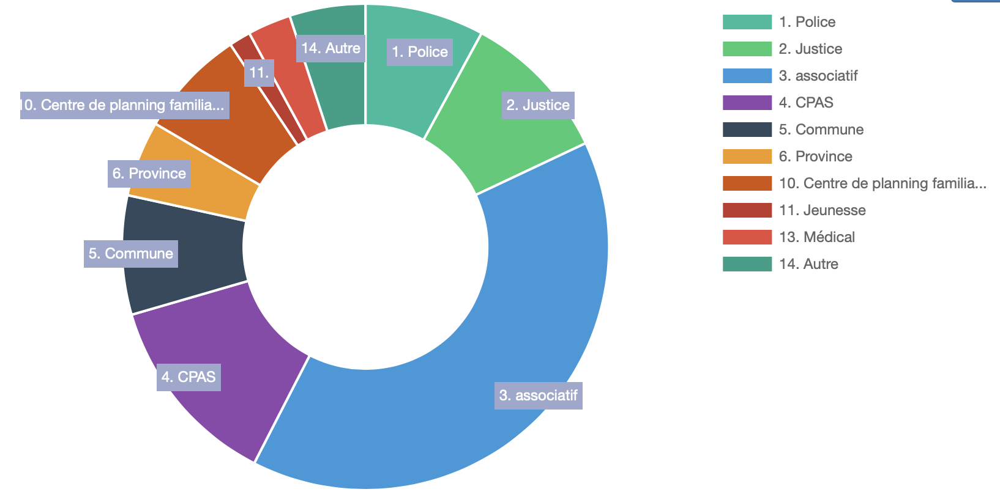 14. Autre
1. Police
11.
10. Centre de planning familia...
2. Justice
6. Province
5. Commune
4. CPAS
3. associatif
1. Police
2. Justice
3. associatif
4. CPAS
5. Commune
6. Province
10. Centre de planning familia...
11. Jeunesse
13. Médical
14. Autre